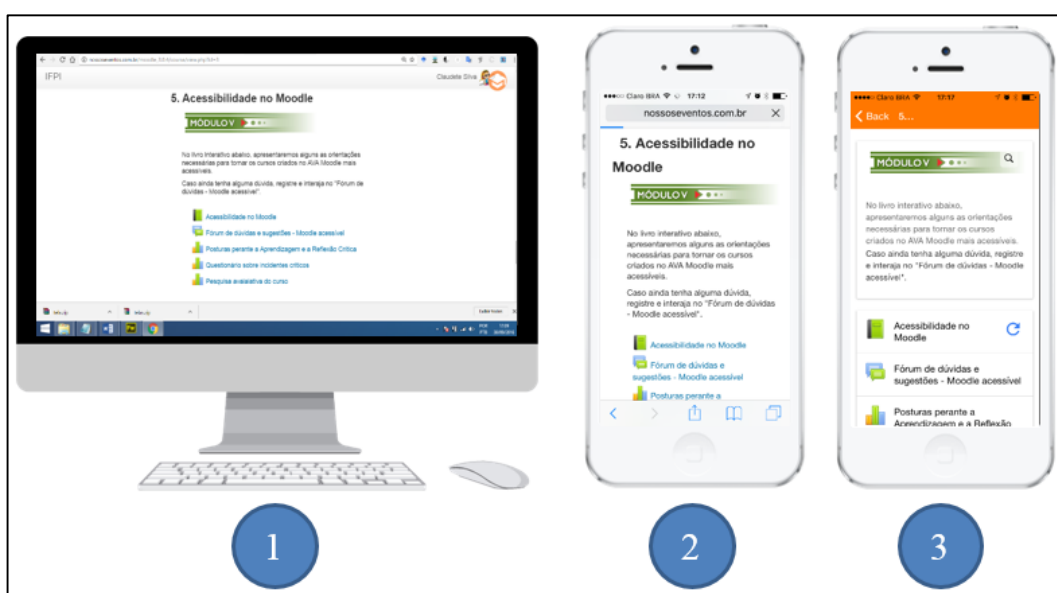 IFPI
Claudete Silva
5. Acessibilidade no Moodle
MÓDULO V
No livro interativo abaixo, apresentaremos alguns as orientações
necessárias para tornar os cursos criados no AVA Moodle mais
acessíveis.
Caso ainda tenha alguma dúvida, registre e interaja no "Fórum de
dúvidas - Moodle acessível".
Acessibilidade no Moodle
Fórum de dúvidas e sugestões - Moodle acessível
Posturas perante a Aprendizagem e a Reflexão Crítica
Questionário sobre incidentes críticos
Pesquisa avaliativa do curso
1
Claro BRA 17:12
nossoseventos.com.br
5. Acessibilidade no
Moodle
MÓDULO V
No livro interativo abaixo,
apresentaremos alguns as orientações
necessárias para tornar os cursos
criados no AVA Moodle mais
acessíveis.
Caso ainda tenha alguma dúvida,
registre e interaja no "Fórum de dúvidas
- Moodle acessível".
Acessibilidade no Moodle
Fórum de dúvidas e
sugestões - Moodle acessível
Posturas perante a
2
Claro BRA 17:17
Back 5...
MÓDULO V
No livro interativo abaixo,
apresentaremos alguns as orientações
necessárias para tornar os cursos
criados no AVA Moodle mais acessíveis.
Caso ainda tenha alguma dúvida, registre
e interaja no "Fórum de dúvidas - Moodle
acessível".
Acessibilidade no
Moodle
Fórum de dúvidas e
sugestões - Moodle acessível
Posturas perante a
Aprendizagem e a Reflexão
3